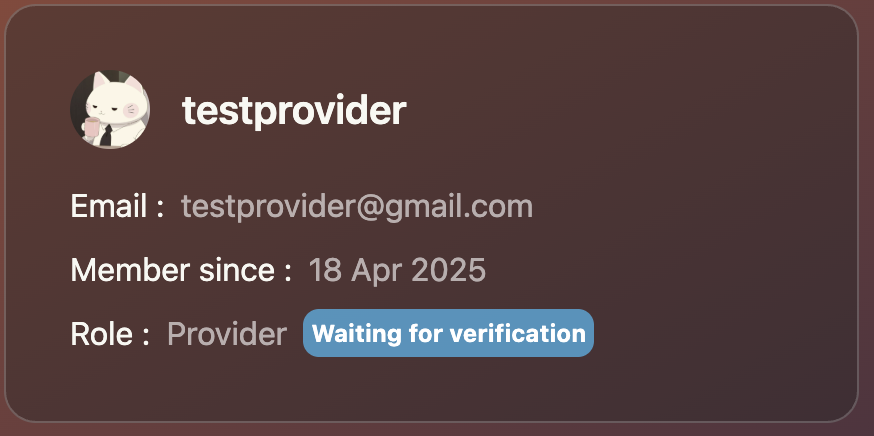 testprovider
Email : testprovider@gmail.com
Member since : 18 Apr 2025
Role : Provider Waiting for verification